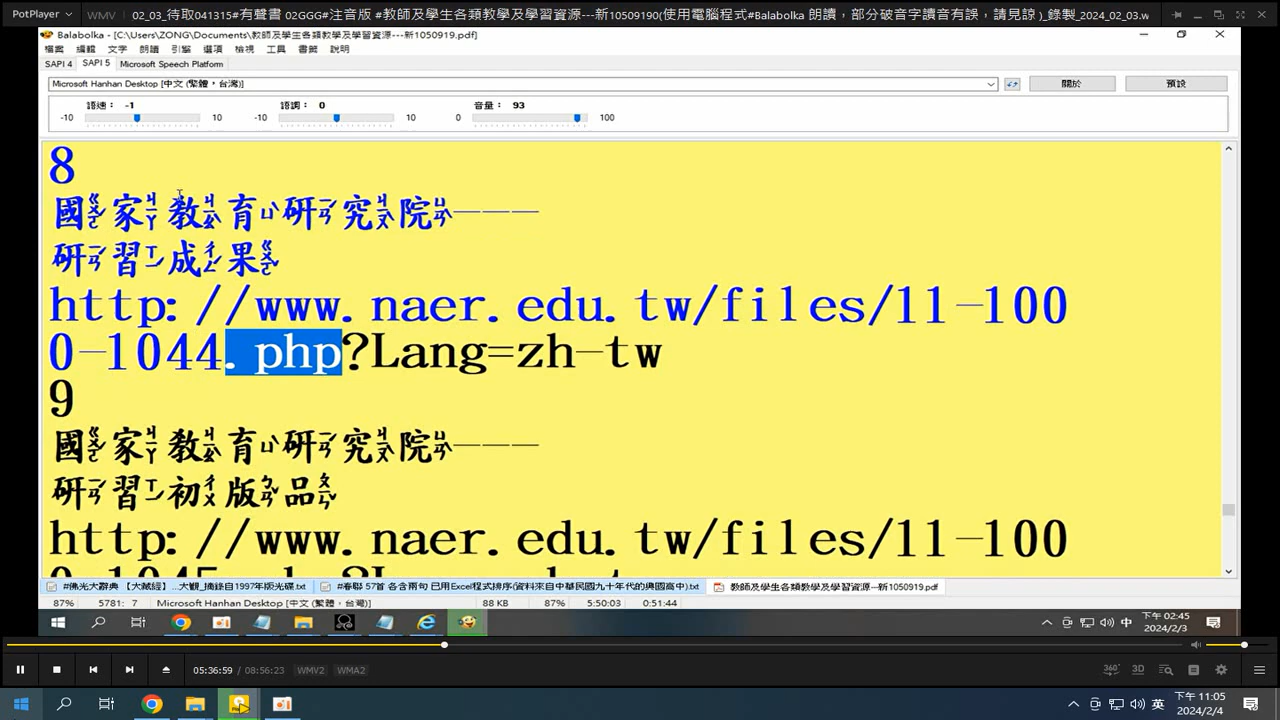 PotPlayer
WMV
02_03_待取041315#有聲書 02GGG#注音版 #教師及學生各類教學及學習資源---新10509190(使用電腦程式#Balabolka 朗讀，部分破音字讀音有誤，請見諒 )_錄製_2024_02_03.w
Balabolka - [C:\Users\ZONG\Documents\教師及學生各類教學及學習資源---新1050919.pdf]
檔案 編輯 文字 朗讀 引擎 選項 檢視 工具 書籤 說明
SAPI 4 SAPI 5 Microsoft Speech Platform
Microsoft Hanhan Desktop [中文 (繁體，台灣)]
關於 預設
語速： -1 語調： 0 音量： 93
-10 10 -10 10 0 100
8
國家教育研究院———
研習成果
http://www.naer.edu.tw/files/11-100
0-1044.php?Lang=zh-tw
9
國家教育研究院———
研習初版品
http://www.naer.edu.tw/files/11-100
#佛光大辭典 【大藏經】 ...大觀_摘錄自1997年版光碟.txt
#春聯 57首 各含兩句 已用Excel程式排序(資料來自中華民國九十年代的典國高中).txt
教師及學生各類教學及學習資源---新1050919.pdf
87% 5781: 7 Microsoft Hanhan Desktop [中文 (繁體，台灣)] 88 KB 87% 5:50:03 0:51:44
中 下午 02:45
2024/2/3
05:36:59 / 08:56:23 WMV2 WMA2
360° 3D
英 下午 11:05
2024/2/4